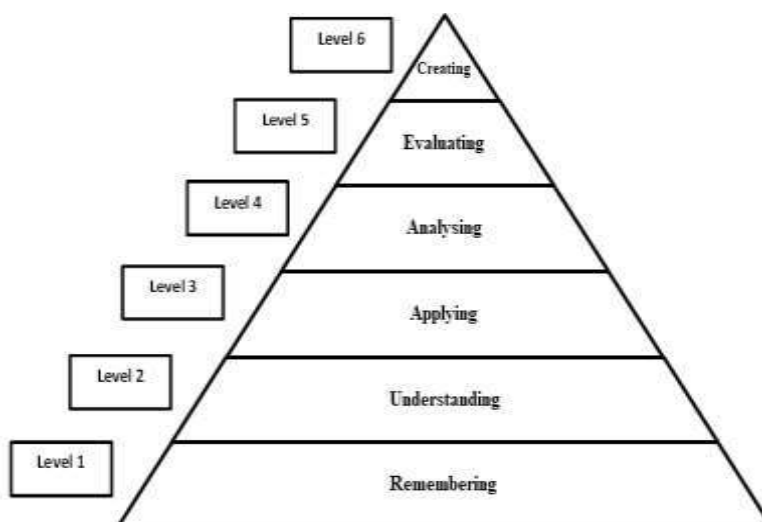 Level 6
Creating
Level 5
Evaluating
Level 4
Analysing
Level 3
Applying
Level 2
Understanding
Level 1
Remembering